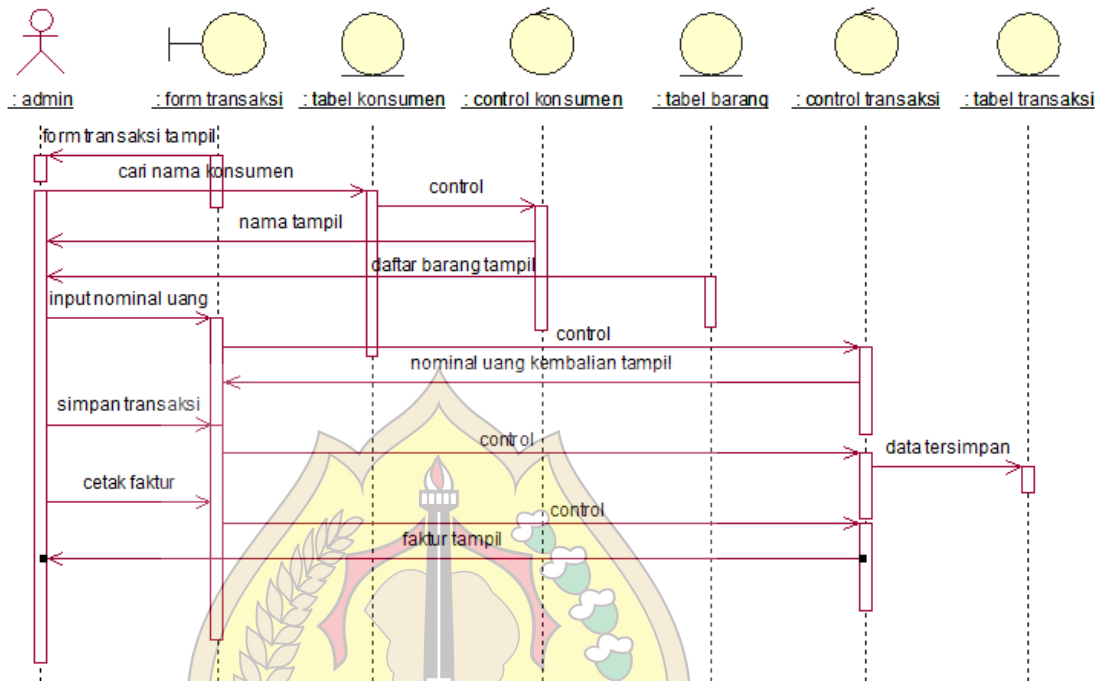 : admin
: form transaksi
: tabel konsumen
: control konsumen
: tabel barang
: control transaksi
: tabel transaksi
form transaksi tampil
cari nama konsumen
control
nama tampil
daftar barang tampil
input nominal uang
control
nominal uang kembalian tampil
simpan transaksi
control
data tersimpan
cetak faktur
control
faktur tampil